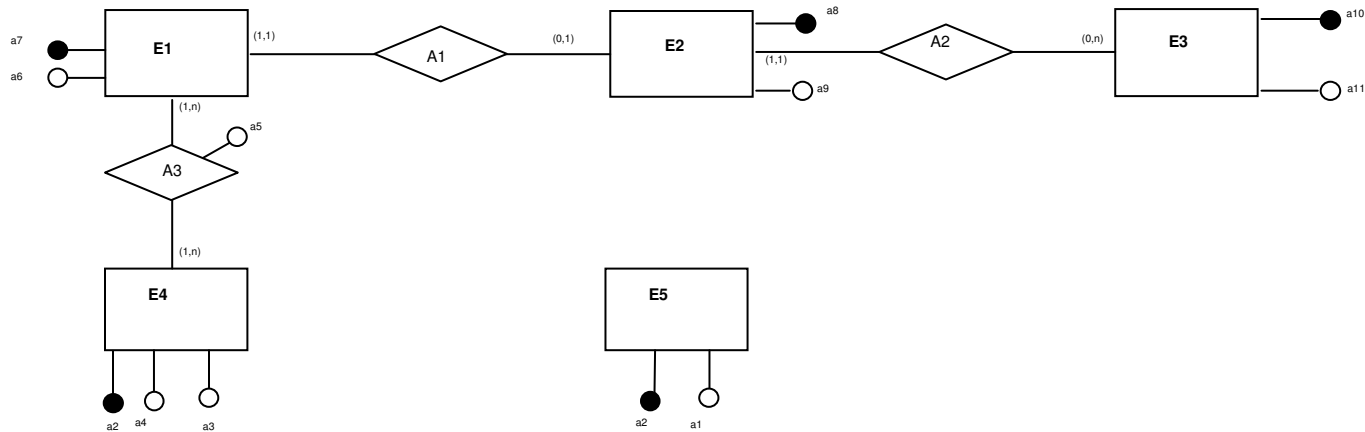 a7
a6
E1
(1,1)
A1
(0,1)
E2
a8
(1,1)
a9
A2
(0,n)
E3
a10
a11
(1,n)
a5
A3
(1,n)
E4
a2
a4
a3
E5
a2
a1